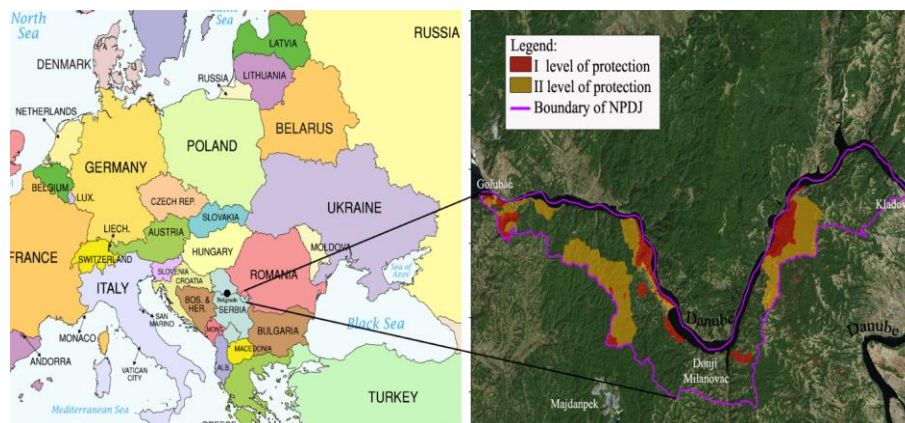 North
Sea
RUSSIA
DENMARK
LATVIA
LITHUANIA
RUSSIA
NETHERLANDS
BELARUS
POLAND
GERMANY
BELGIUM
LUX.
CZECH REP.
UKRAINE
SLOVAKIA
LIECH.
AUSTRIA
MOLDOVA
FRANCE
SWITZERLAND
HUNGARY
SLOVENIA
ROMANIA
Sea of
Azov
CROATIA
ITALY
BOS. &
HER.
Belgrade
SERBIA
SAN
MARINO
MONACO
MONT.
BULGARIA
Black Sea
ANDORRA
VATICAN
CITY
MACEDONIA
ALB.
TURKEY
Mediterranean Sea
GREECE
Legend:
I level of protection
II level of protection
Boundary of NPDJ
Golubac
Kladovo
Danube
Danube
Donji
Milanovac
Majdanpek